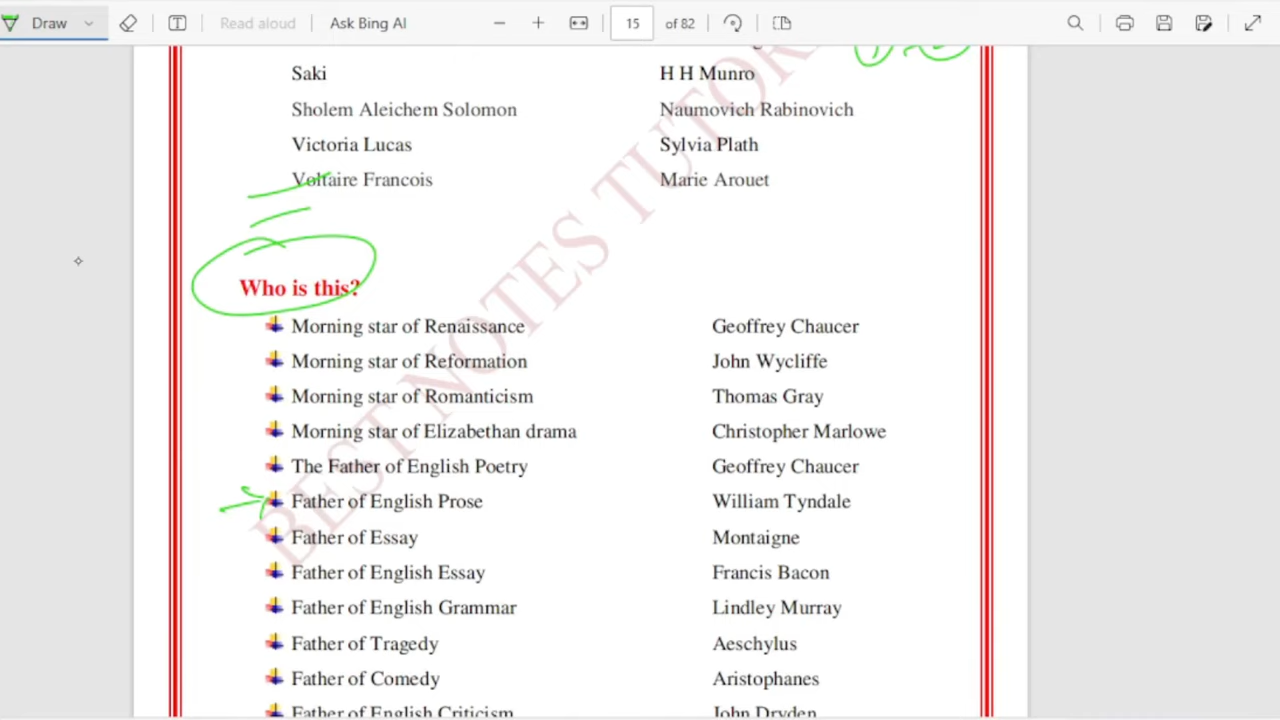 Draw Read aloud Ask Bing AI 15 of 82
Saki H H Munro
Sholem Aleichem Solomon Naumovich Rabinovich
Victoria Lucas Sylvia Plath
Voltaire Francois Marie Arouet
Who is this?
Morning star of Renaissance Geoffrey Chaucer
Morning star of Reformation John Wycliffe
Morning star of Romanticism Thomas Gray
Morning star of Elizabethan drama Christopher Marlowe
The Father of English Poetry Geoffrey Chaucer
Father of English Prose William Tyndale
Father of Essay Montaigne
Father of English Essay Francis Bacon
Father of English Grammar Lindley Murray
Father of Tragedy Aeschylus
Father of Comedy Aristophanes
Father of English Criticism John Dryden
BEST NOTES TUTOR